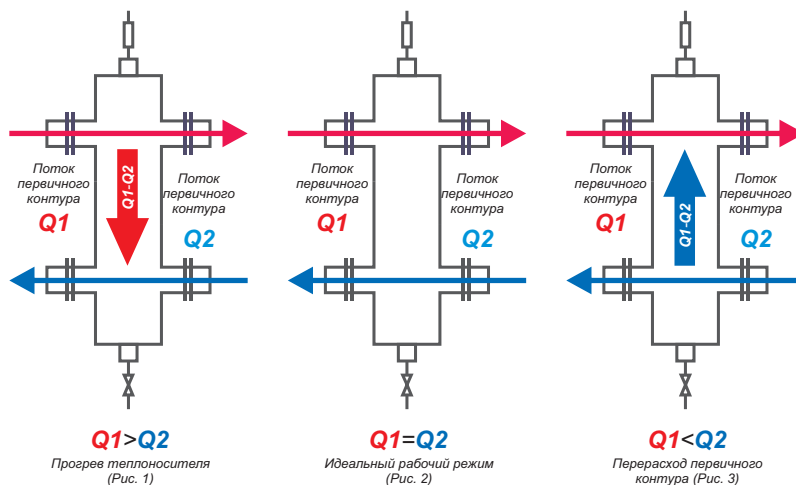 Поток
первичного
контура
Q1
Q1-Q2
Поток
первичного
контура
Q2
Q1>Q2
Прогрев теплоносителя
(Рис. 1)
Поток
первичного
контура
Q1
Поток
первичного
контура
Q2
Q1=Q2
Идеальный рабочий режим
(Рис. 2)
Поток
первичного
контура
Q1
Q1-Q2
Поток
первичного
контура
Q2
Q1<Q2
Перерасход первичного
контура (Рис. 3)